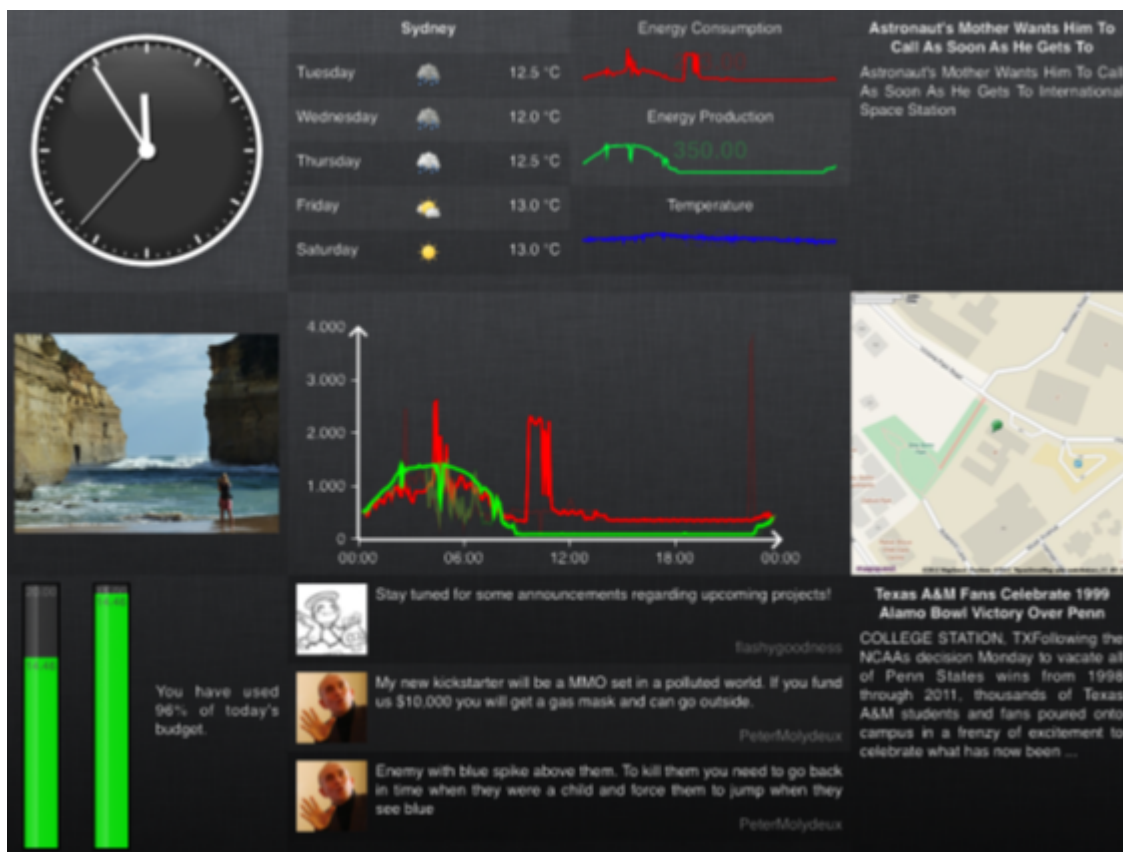 Sydney
Tuesday 12.5 °C
Wednesday 12.0 °C
Thursday 12.5 °C
Friday 13.0 °C
Saturday 13.0 °C
Energy Consumption
Energy Production
350.00
Temperature
Astronaut's Mother Wants Him To
Call As Soon As He Gets To
Astronaut's Mother Wants Him To Call
As Soon As He Gets To International
Space Station
4.000
3.000
2.000
1.000
0
00:00 06:00 12:00 18:00 00:00
You have used
96% of today's
budget.
Stay tuned for some announcements regarding upcoming projects!
flashygoodness
My new kickstarter will be a MMO set in a polluted world. If you fund
us $10,000 you will get a gas mask and can go outside.
PeterMolydeux
Enemy with blue spike above them. To kill them you need to go back
in time when they were a child and force them to jump when they
see blue
PeterMolydeux
Texas A&M Fans Celebrate 1999
Alamo Bowl Victory Over Penn
COLLEGE STATION, TXFollowing the
NCAAs decision Monday to vacate all
of Penn States wins from 1998
through 2011, thousands of Texas
A&M students and fans poured onto
campus in a frenzy of excitement to
celebrate what has now been ...